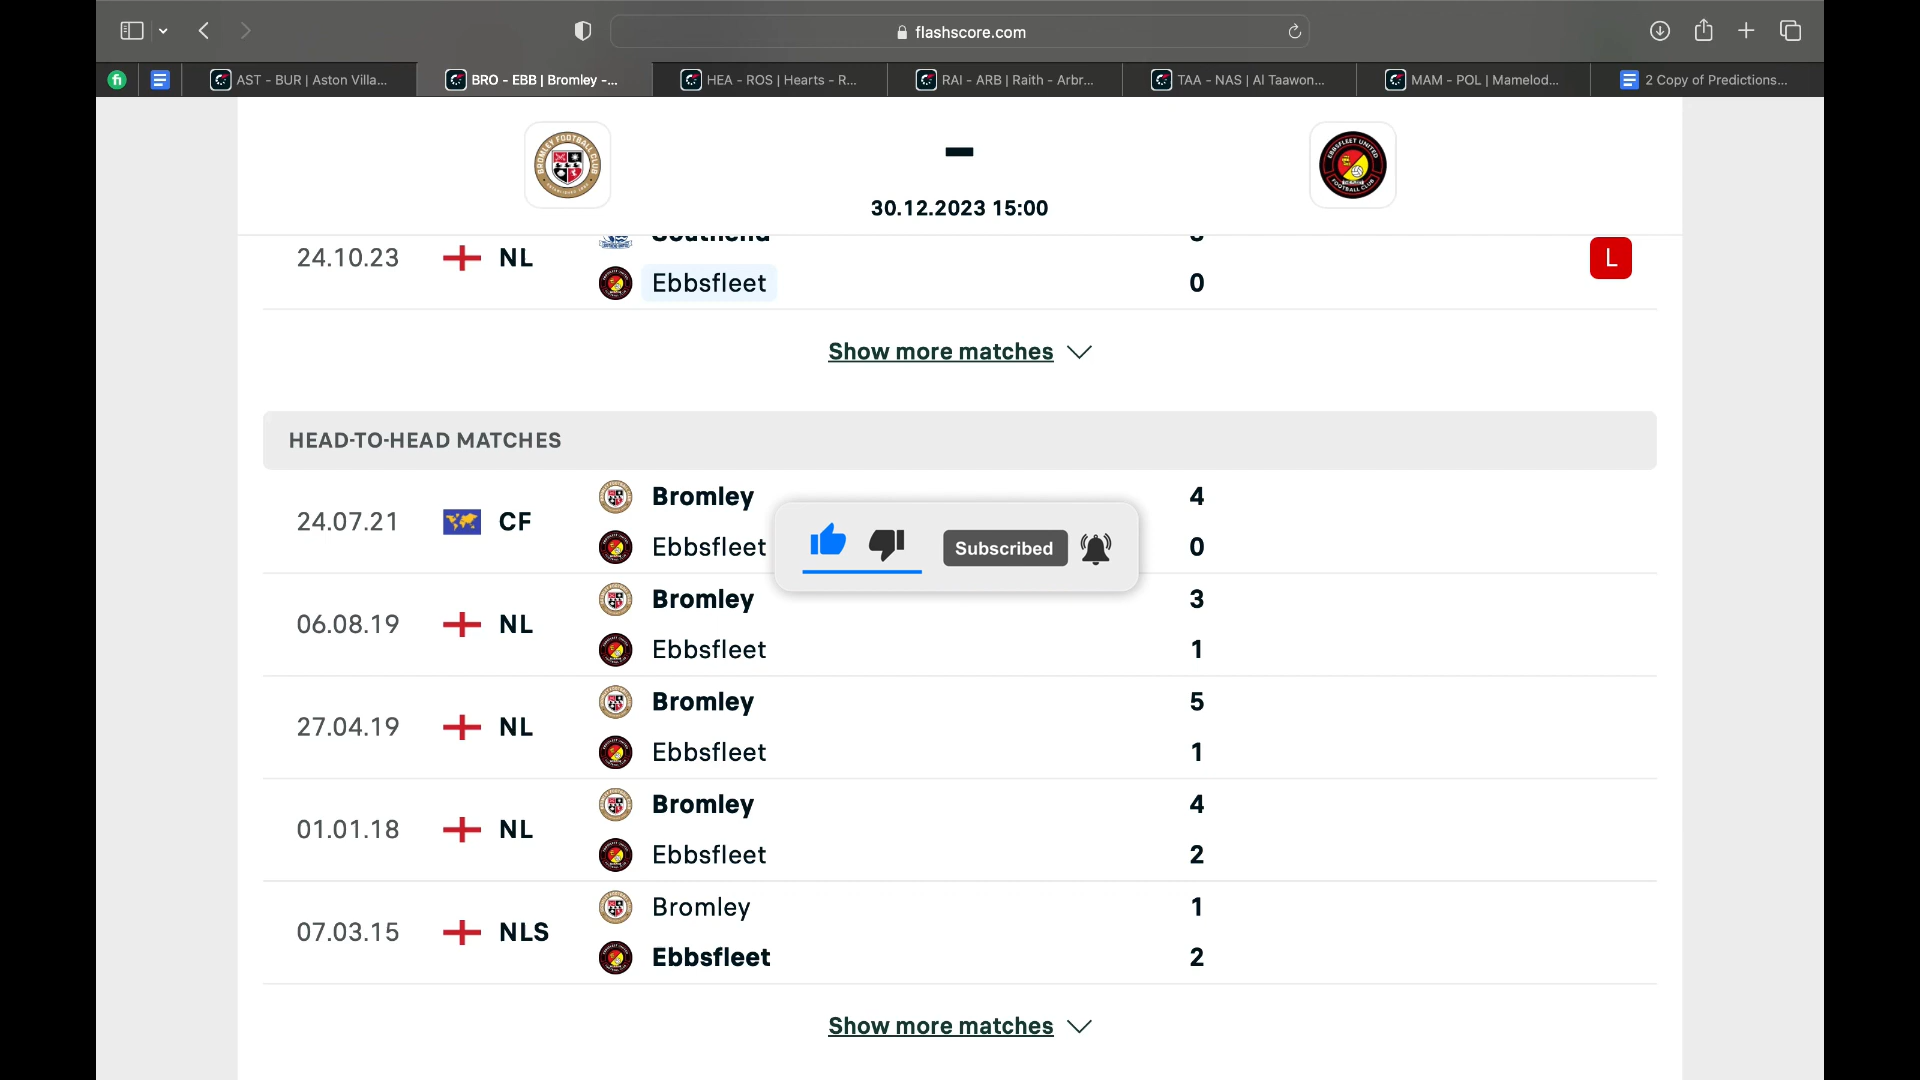 flashscore.com
AST - BUR | Aston Villa...
BRO - EBB | Bromley -...
HEA - ROS | Hearts - R...
RAI - ARB | Raith - Arbr...
TAA - NAS | Al Taawon...
MAM - POL | Mamelod...
2 Copy of Predictions...
30.12.2023 15:00
24.10.23 NL
Ebbsfleet 0
L
Show more matches
HEAD-TO-HEAD MATCHES
24.07.21 CF
Bromley 4
Ebbsfleet 0
Subscribed
06.08.19 NL
Bromley 3
Ebbsfleet 1
27.04.19 NL
Bromley 5
Ebbsfleet 1
01.01.18 NL
Bromley 4
Ebbsfleet 2
07.03.15 NLS
Bromley 1
Ebbsfleet 2
Show more matches